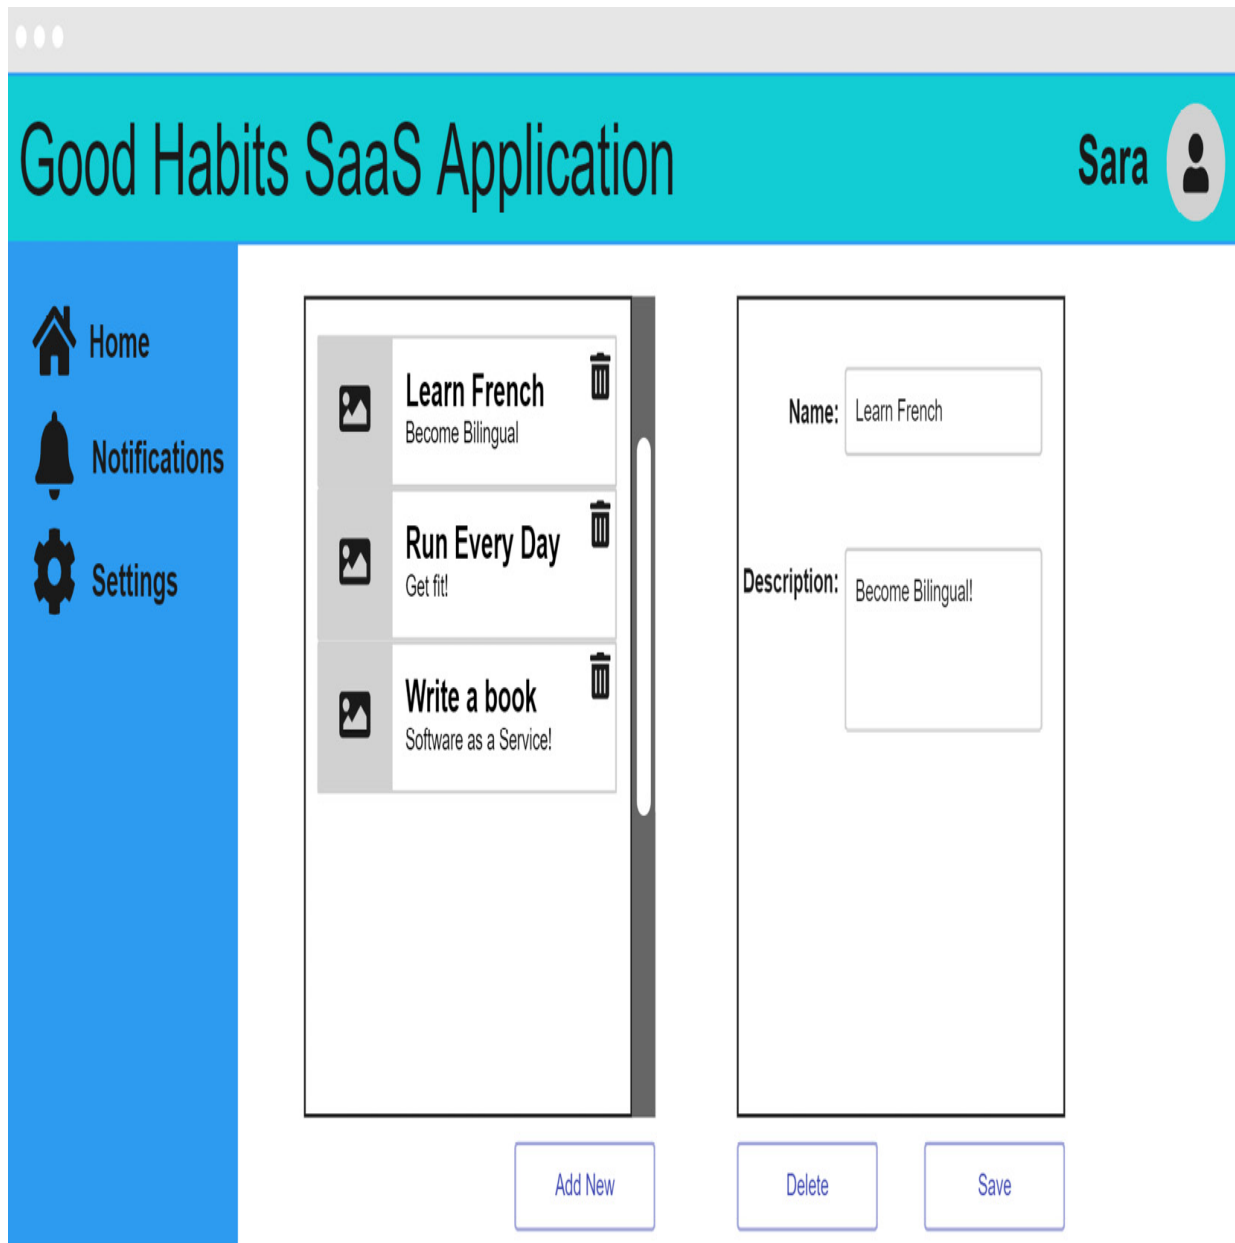 Good Habits SaaS Application
Sara
Home
Notifications
Settings
Learn French
Become Bilingual
Run Every Day
Get fit!
Write a book
Software as a Service!
Add New
Name: Learn French
Description: Become Bilingual!
Delete
Save